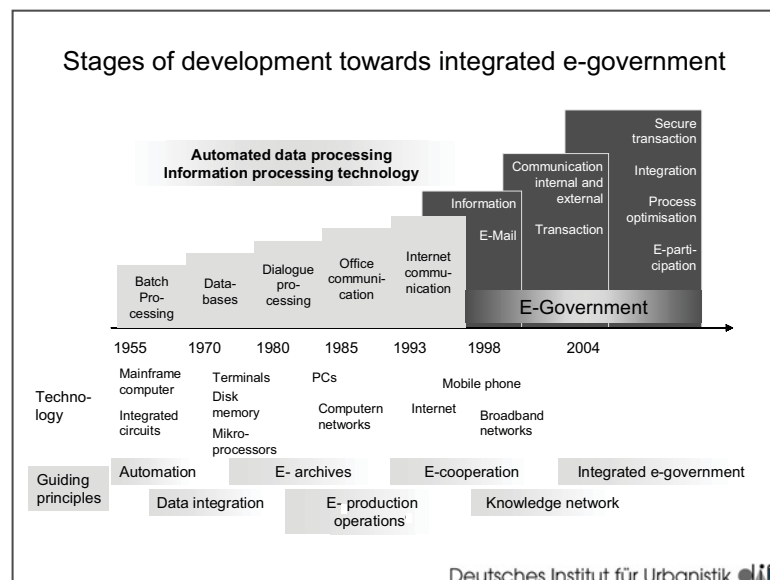 Stages of development towards integrated e-government
Automated data processing
Information processing technology
Batch
Pro-
cessing
Data-
bases
Dialogue
pro-
cessing
Office
communi-
cation
Internet
commu-
nication
Information
E-Mail
Communication
internal and
external
Transaction
Secure
transaction
Integration
Process
optimisation
E-parti-
cipation
E-Government
1955 1970 1980 1985 1993 1998 2004
Techno-
logy
Mainframe
computer
Integrated
circuits
Terminals
Disk
memory
Mikro-
processors
PCs
Computern
networks
Mobile phone
Internet
Broadband
networks
Guiding
principles
Automation E- archives E-cooperation Integrated e-government
Data integration E- production Knowledge network
operations
Deutsches Institut für Urbanistik